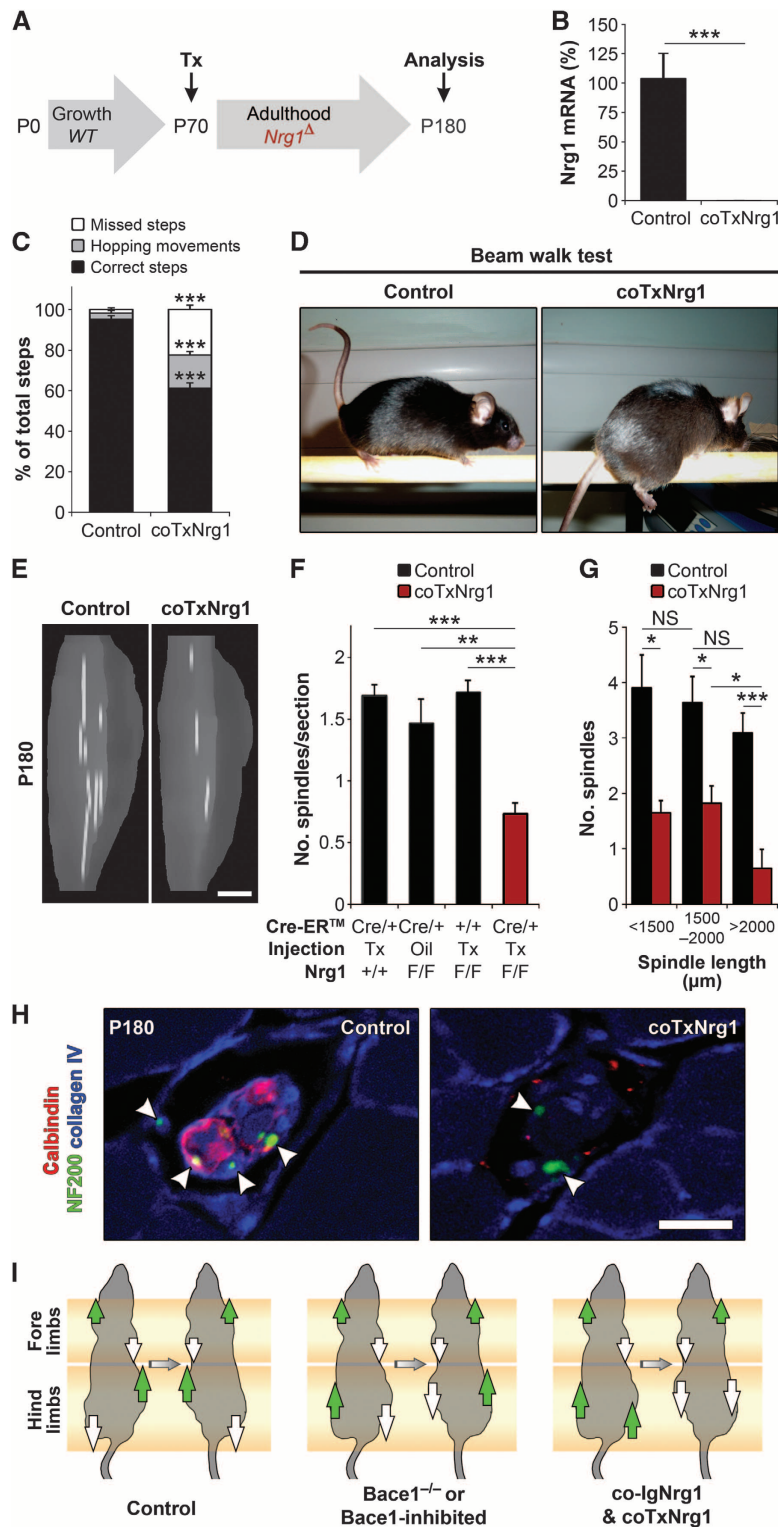 A
Tx
Analysis
P0
Growth
WT
P70
Adulthood
Nrg1Δ
P180
B
Nrg1 mRNA (%)
150
125
100
75
50
25
0
***
Control
coTxNrg1
C
Missed steps
Hopping movements
Correct steps
% of total steps
100
80
60
40
20
0
***
***
***
Control
coTxNrg1
D
Beam walk test
Control
coTxNrg1
E
Control
coTxNrg1
P180
F
Control
coTxNrg1
No. spindles/section
2
1.5
1
0.5
0
***
**
***
Cre-ER™ Cre/+ Cre/+ +/+ Cre/+
Injection Tx Oil Tx Tx
Nrg1 +/+ F/F F/F F/F
G
Control
coTxNrg1
No. spindles
5
4
3
2
1
0
NS
NS
*
*
*
***
<1500
1500
–2000
>2000
Spindle length
(µm)
H
Calbindin
NF200 collagen IV
P180
Control
coTxNrg1
I
Fore
limbs
Hind
limbs
Control
Bace1–/– or
Bace1-inhibited
co-IgNrg1
& coTxNrg1